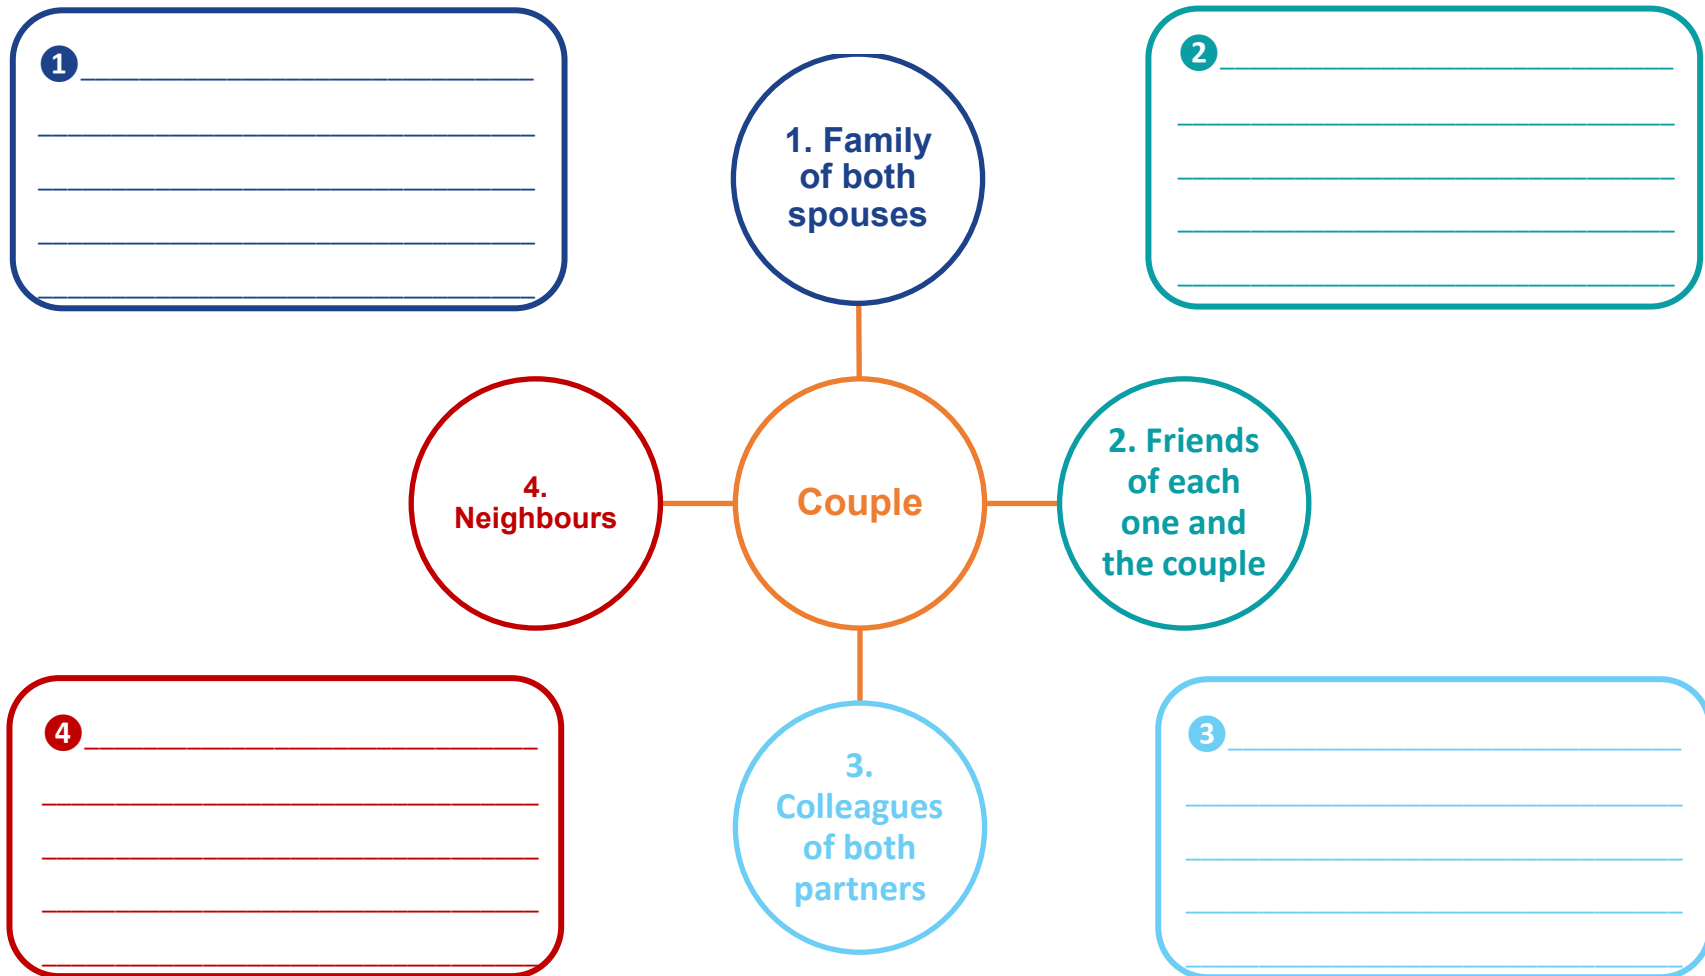 1
2
1. Family
of both
spouses
4.
Neighbours
Couple
2. Friends
of each
one and
the couple
3.
Colleagues
of both
partners
4
3